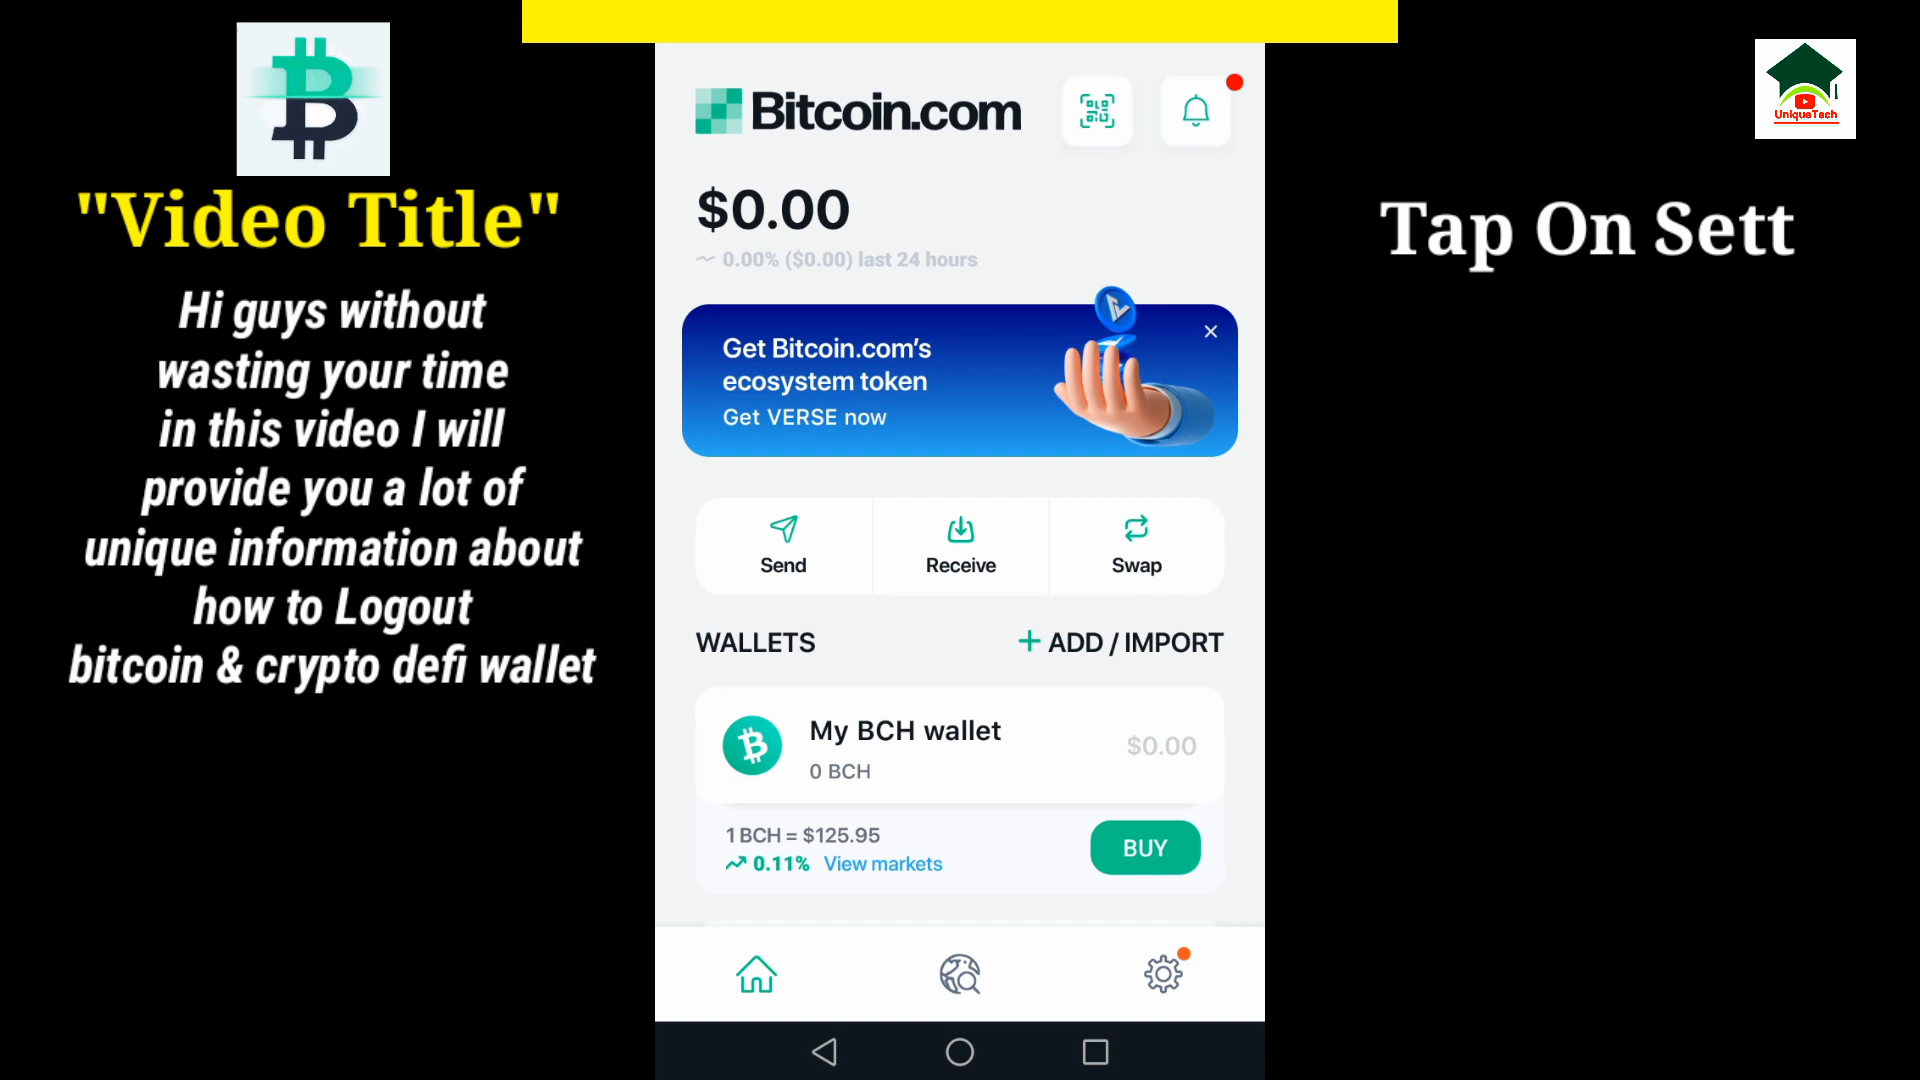 "Video Title"
Hi guys without
wasting your time
in this video I will
provide you a lot of
unique information about
how to Logout
bitcoin & crypto defi wallet
Bitcoin.com
$0.00
0.00% ($0.00) last 24 hours
Get Bitcoin.com's
ecosystem token
Get VERSE now
Send
Receive
Swap
WALLETS
+ ADD / IMPORT
My BCH wallet
0 BCH
$0.00
1 BCH = $125.95
0.11% View markets
BUY
UniqueTech
Tap On Sett